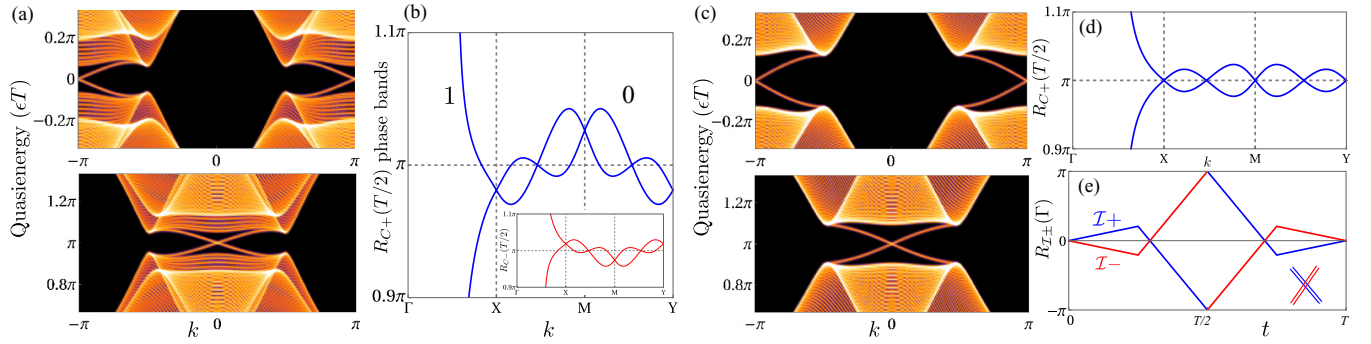 (a)
Quasienergy (ϵT)
0.2π
0
−0.2π
−π
0
π
1.2π
π
0.8π
−π
k
0
π
(b)
R_{C+}(T/2) phase bands
1.1π
π
0.9π
1
0
Γ
X
M
Y
k
R_{C−}(T/2)
1.1π
π
0.9π
Γ
X
M
Y
(c)
Quasienergy (ϵT)
0.2π
0
−0.2π
−π
0
π
1.2π
π
0.8π
−π
k
0
π
(d)
R_{C+}(T/2)
1.1π
π
0.9π
Γ
X
k
M
Y
(e)
R_{ℐ±}(Γ)
π
0
−π
ℐ+
ℐ−
0
T/2
t
T